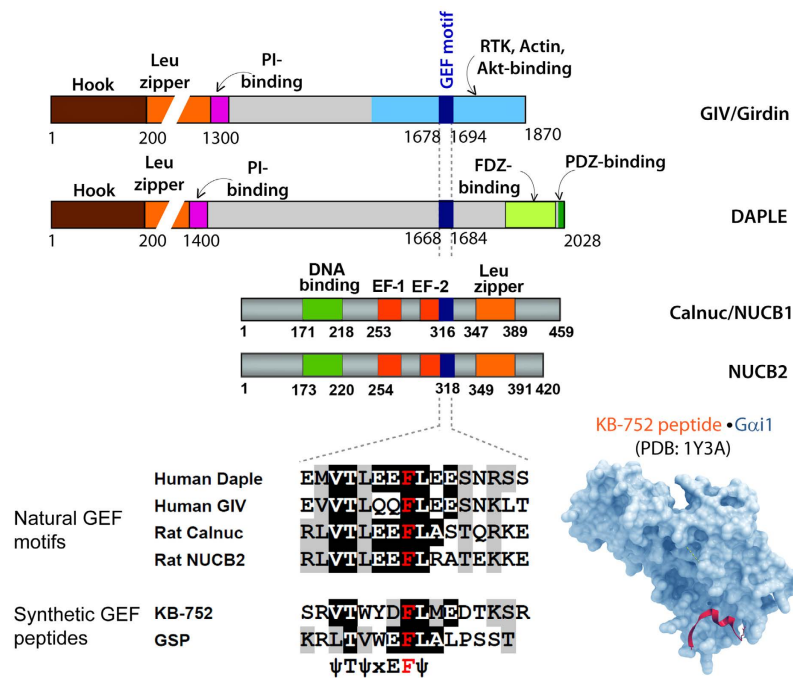 GEF motif
RTK, Actin,
Akt-binding
Leu
zipper
PI-
binding
Hook
1 200 1300 1678 1694 1870
GIV/Girdin
Leu
zipper
PI-
binding
Hook
FDZ-
binding
PDZ-binding
1 200 1400 1668 1684 2028
DAPLE
DNA
binding
EF-1 EF-2
Leu
zipper
1 171 218 253 316 347 389 459
Calnuc/NUCB1
1 173 220 254 318 349 391 420
NUCB2
KB-752 peptide •Gαi1
(PDB: 1Y3A)
Natural GEF
motifs
Human Daple EMVTLEEFLEESNRSS
Human GIV EVVTLQQFLEESNKLT
Rat Calnuc RLVTLEEFLASTQRKE
Rat NUCB2 RLVTLEEFLRATEKKE
Synthetic GEF
peptides
KB-752 SRVTWYDFLMEDTKSR
GSP KRLTVWEFLALPSST
ψTψxEFψ